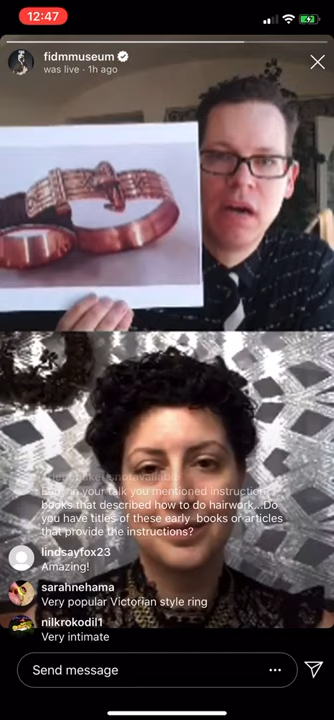 12:47
fidmmuseum
was live · 1h ago
in your talk you mentioned instruction
books that described how to do hairwork...Do
you have titles of these early books or articles
that provide the instructions?
lindsayfox23
Amazing!
sarahnehama
Very popular Victorian style ring
nilkrokodil1
Very intimate
Send message